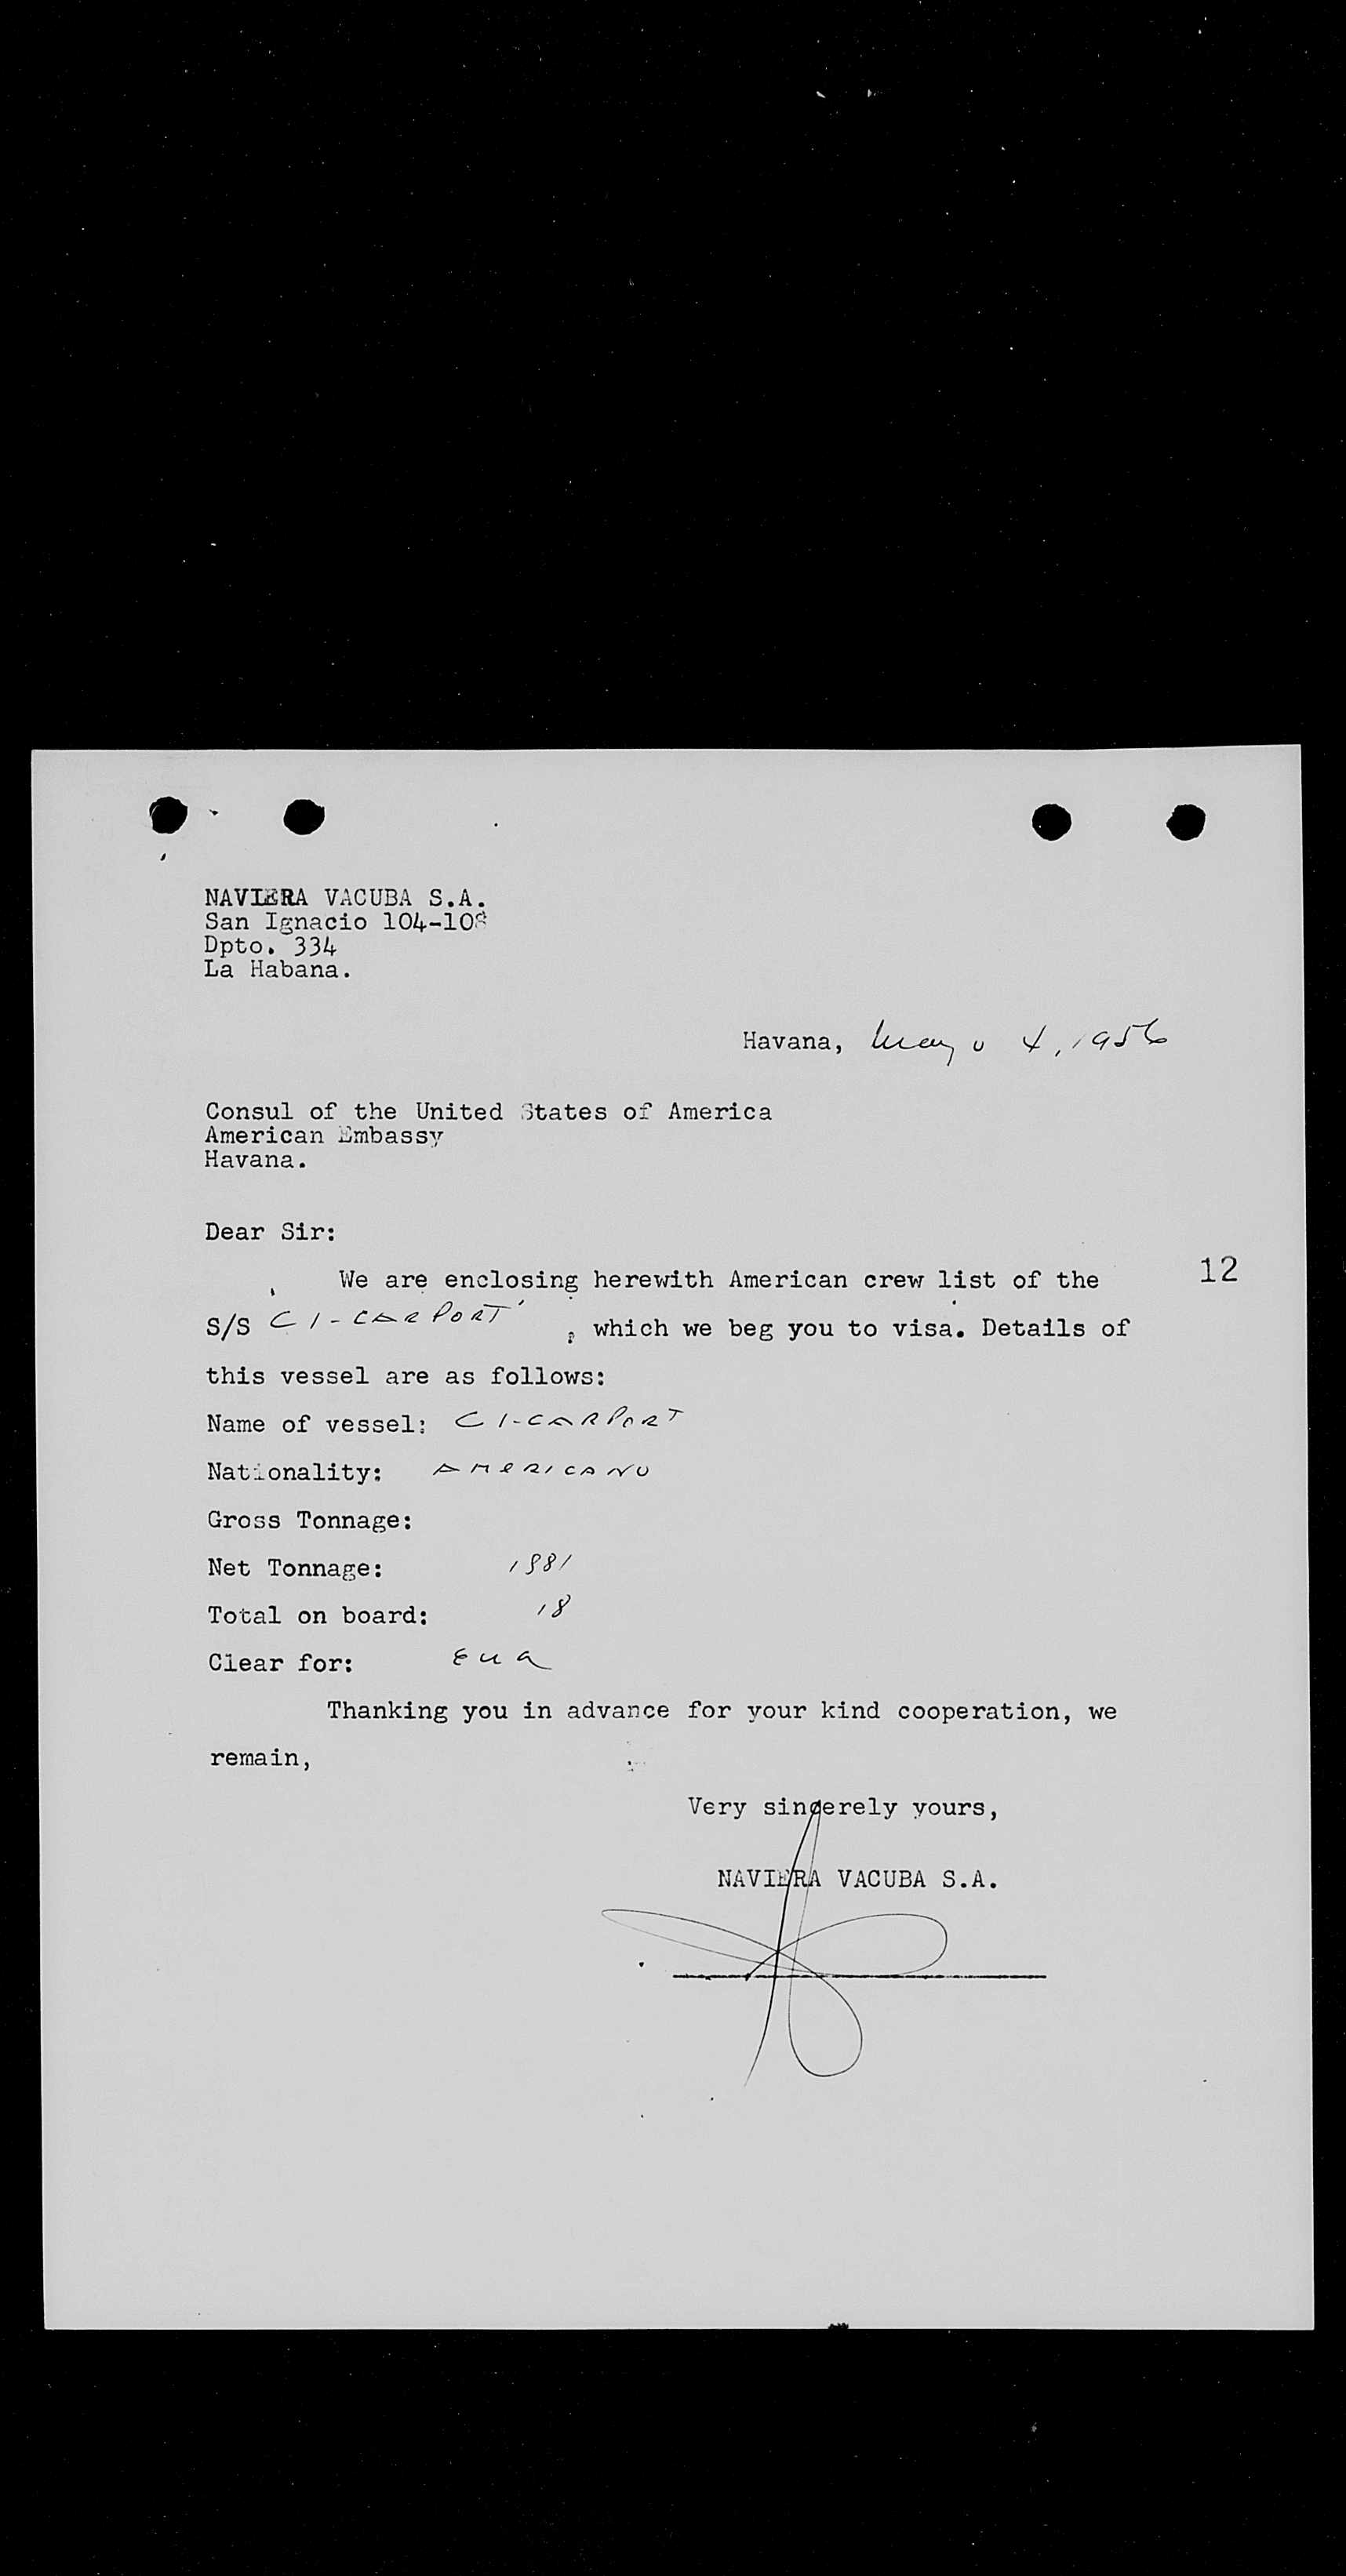 NAVIERA VACUBA S.A.
San Ignacio 104-108
Dpto. 334
La Habana.
Havana, Mayo 4, 1956
Consul of the United States of America
American Embassy
Havana.
Dear Sir:
We are enclosing herewith American crew list of the
12
S/S C1-CARPORT, which we beg you to visa. Details of
this vessel are as follows:
Name of vessel: C1-CARPORT
Nationality: AMERICANO
Gross Tonnage:
Net Tonnage: 1881
Total on board: 18
Clear for: EUA
Thanking you in advance for your kind cooperation, we
remain,
Very sincerely yours,
NAVIERA VACUBA S.A.